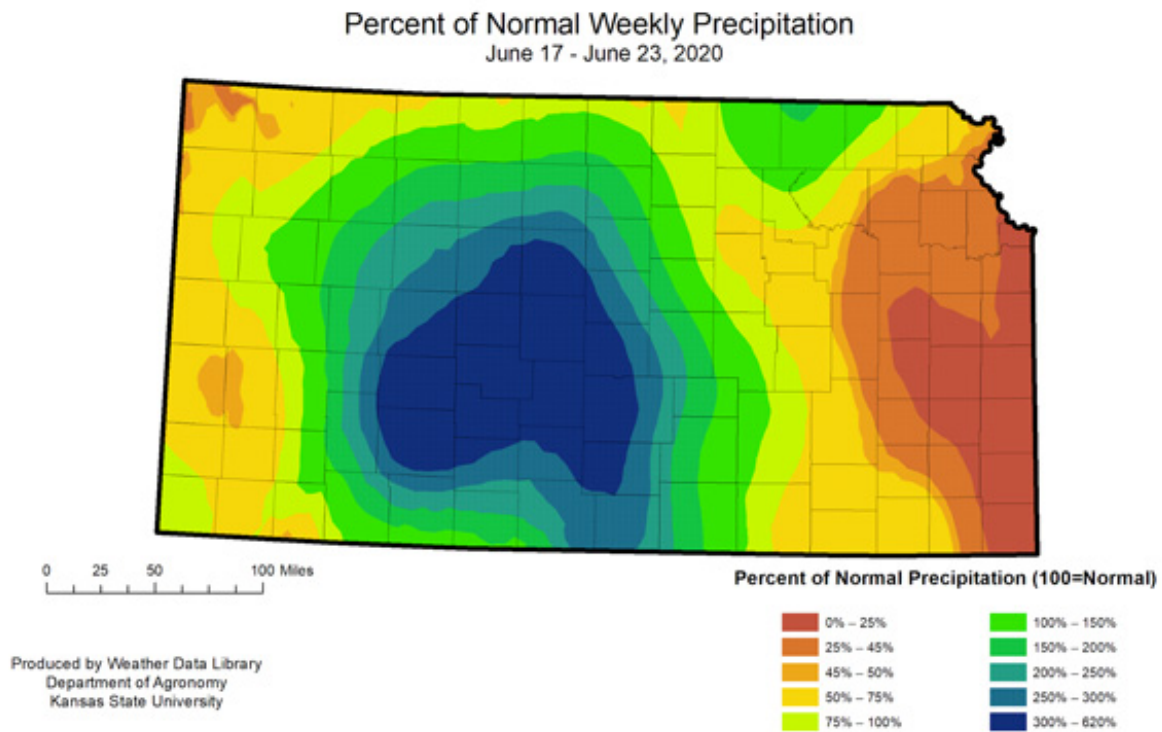 Percent of Normal Weekly Precipitation
June 17 - June 23, 2020
0 25 50 100 Miles
Percent of Normal Precipitation (100=Normal)
0% – 25%
25% – 45%
45% – 50%
50% – 75%
75% – 100%
100% – 150%
150% – 200%
200% – 250%
250% – 300%
300% – 620%
Produced by Weather Data Library
Department of Agronomy
Kansas State University